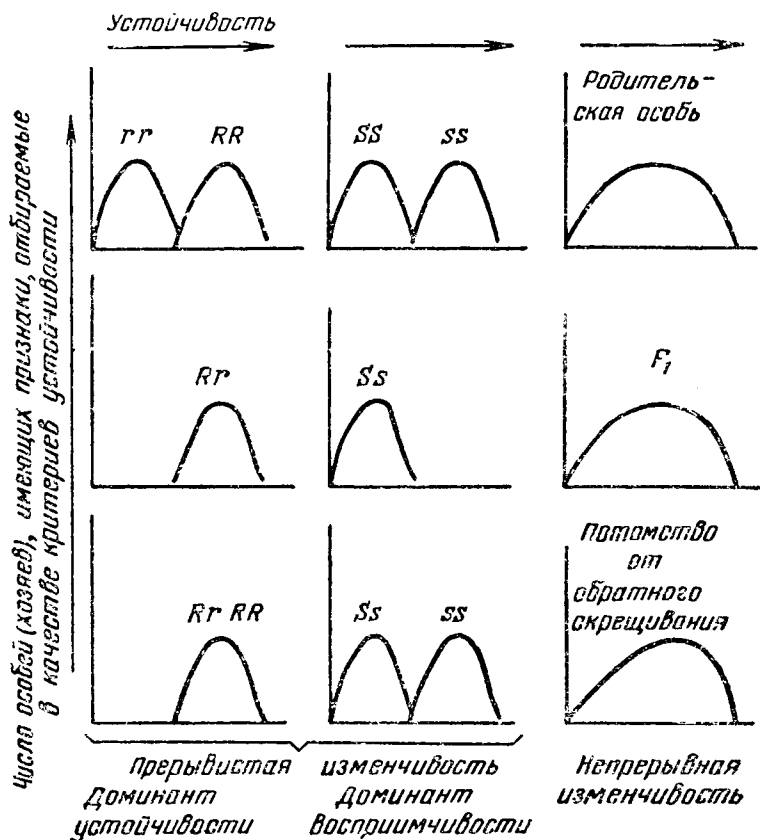 Устойчивость
Число особей (хозяев), имеющих признаки, отбираемые
в качестве критериев устойчивости
rr RR
SS ss
Родитель-
ская особь
Rr
Ss
F1
Rr RR
Ss ss
Потомство
от
обратного
скрещивания
Прерывистая изменчивость
Доминант
устойчивости
Доминант
восприимчивости
Непрерывная
изменчивость